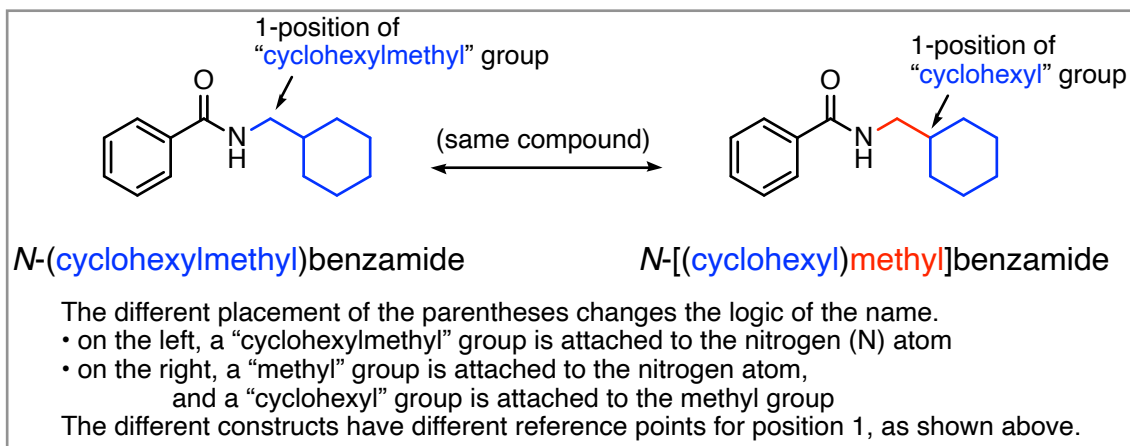 1-position of
“cyclohexylmethyl” group
1-position of
“cyclohexyl” group
O
N
H
(same compound)
O
N
H
N-(cyclohexylmethyl)benzamide
N-[(cyclohexyl)methyl]benzamide
The different placement of the parentheses changes the logic of the name.
• on the left, a “cyclohexylmethyl” group is attached to the nitrogen (N) atom
• on the right, a “methyl” group is attached to the nitrogen atom,
and a “cyclohexyl” group is attached to the methyl group
The different constructs have different reference points for position 1, as shown above.